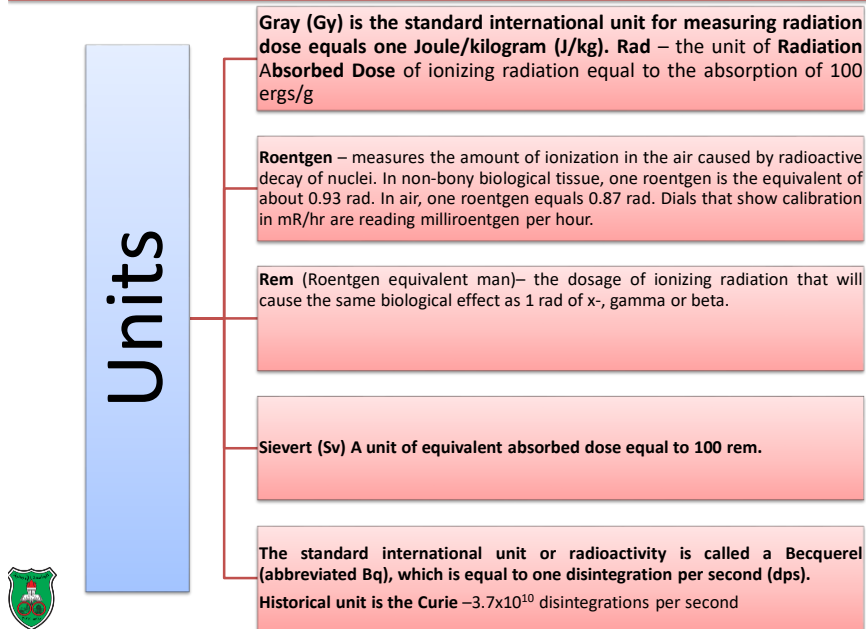 Units
Gray (Gy) is the standard international unit for measuring radiation
dose equals one Joule/kilogram (J/kg). Rad – the unit of Radiation
Absorbed Dose of ionizing radiation equal to the absorption of 100
ergs/g
Roentgen – measures the amount of ionization in the air caused by radioactive
decay of nuclei. In non-bony biological tissue, one roentgen is the equivalent of
about 0.93 rad. In air, one roentgen equals 0.87 rad. Dials that show calibration
in mR/hr are reading milliroentgen per hour.
Rem (Roentgen equivalent man)– the dosage of ionizing radiation that will
cause the same biological effect as 1 rad of x-, gamma or beta.
Sievert (Sv) A unit of equivalent absorbed dose equal to 100 rem.
The standard international unit or radioactivity is called a Becquerel
(abbreviated Bq), which is equal to one disintegration per second (dps).
Historical unit is the Curie –3.7x10¹⁰ disintegrations per second